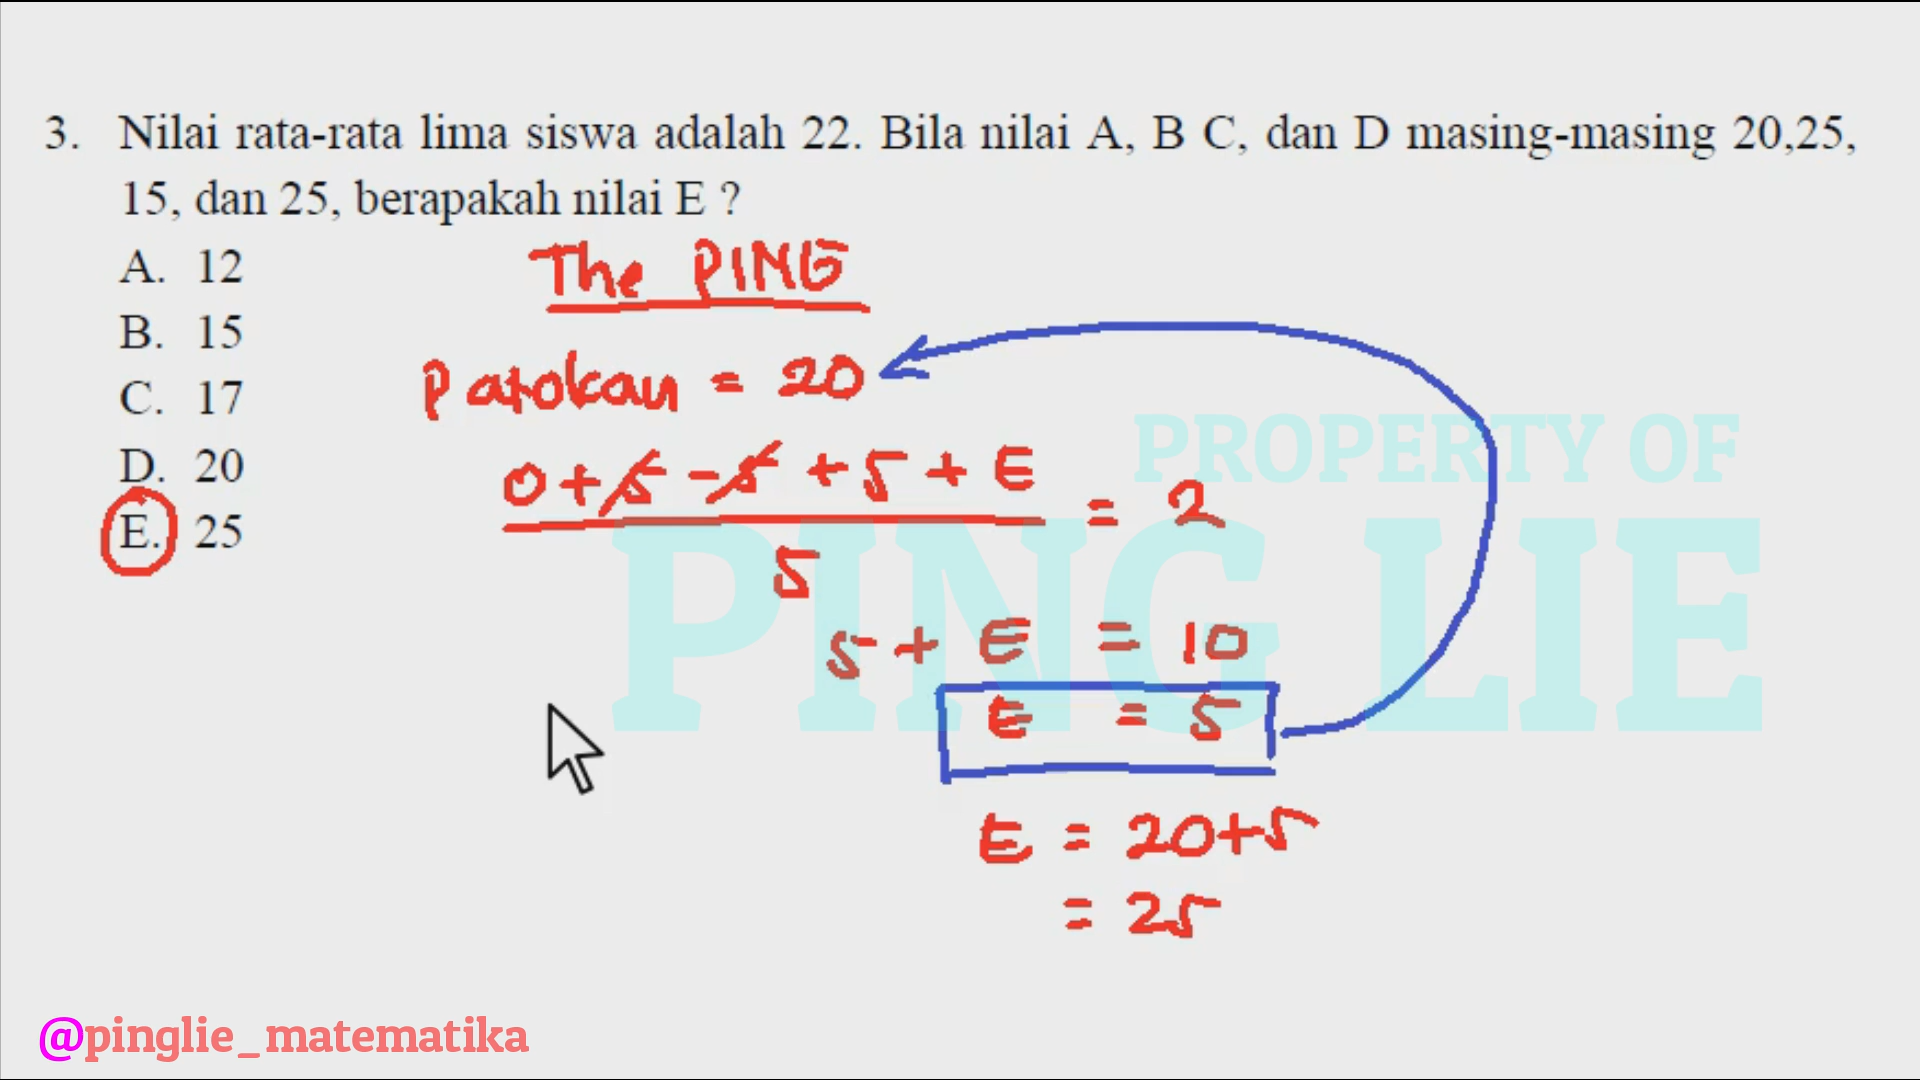 3. Nilai rata-rata lima siswa adalah 22. Bila nilai A, B C, dan D masing-masing 20,25,
15, dan 25, berapakah nilai E ?
A. 12
B. 15
C. 17
D. 20
E. 25
The PING
Patokan = 20
0 + 5 - 5 + 5 + E
= 2
5
5 + E = 10
E = 5
E = 20+5
= 25
PROPERTY OF
PING LIE
@pinglie_matematika